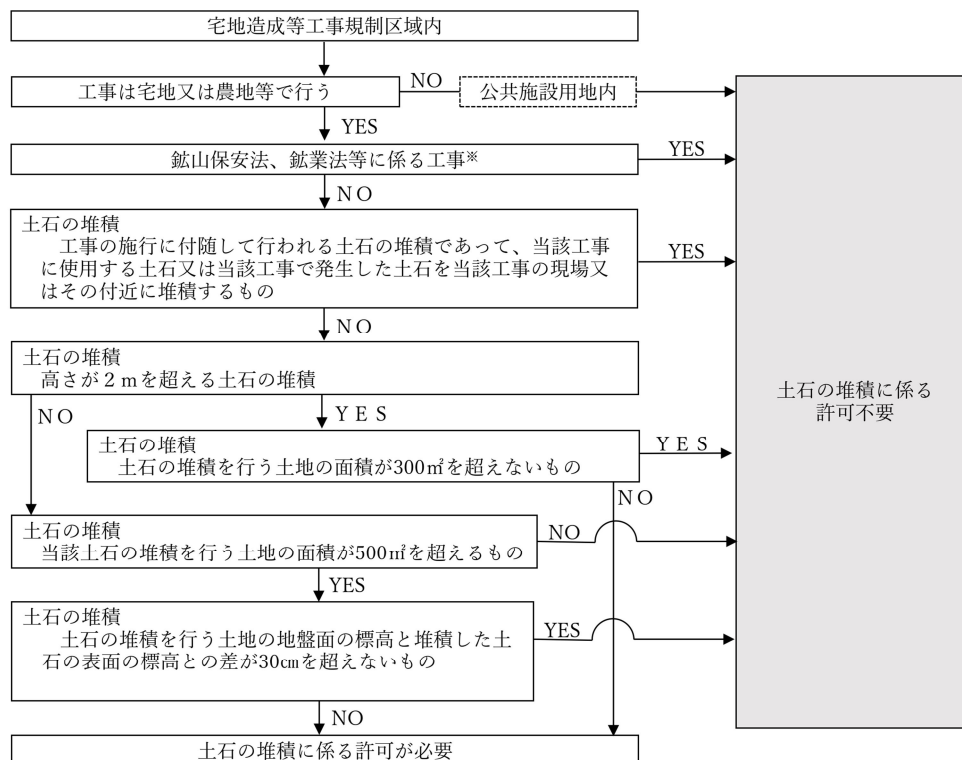 宅地造成等工事規制区域内
工事は宅地又は農地等で行う
NO
公共施設用地内
YES
鉱山保安法、鉱業法等に係る工事※
YES
NO
土石の堆積
工事の施行に付随して行われる土石の堆積であって、当該工事
に使用する土石又は当該工事で発生した土石を当該工事の現場又
はその付近に堆積するもの
YES
NO
土石の堆積
高さが2mを超える土石の堆積
NO
YES
土石の堆積
土石の堆積を行う土地の面積が300㎡を超えないもの
YES
NO
土石の堆積
当該土石の堆積を行う土地の面積が500㎡を超えるもの
NO
YES
土石の堆積
土石の堆積を行う土地の地盤面の標高と堆積した土
石の表面の標高との差が30㎝を超えないもの
YES
NO
土石の堆積に係る許可が必要
土石の堆積に係る
許可不要